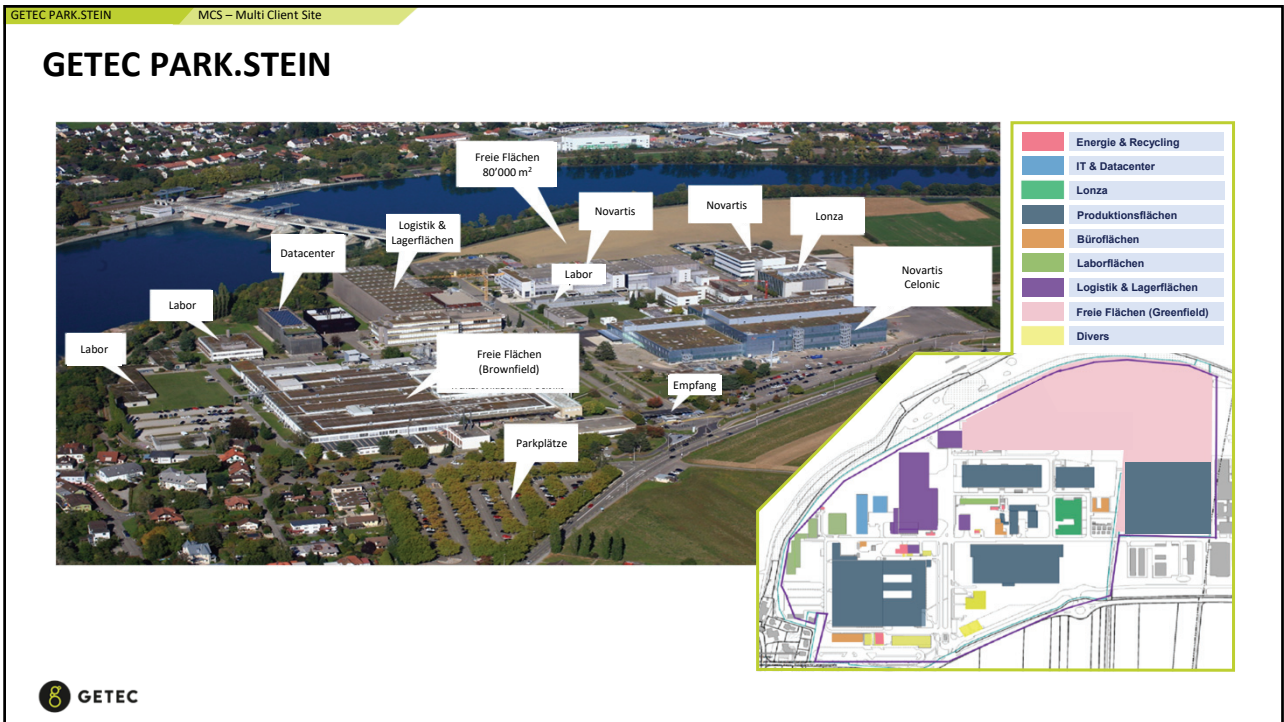 GETEC PARK.STEIN
MCS – Multi Client Site
GETEC PARK.STEIN
Freie Flächen
80’000 m²
Novartis
Novartis
Lonza
Logistik &
Lagerflächen
Datacenter
Labor
Novartis
Celonic
Labor
Labor
Freie Flächen
(Brownfield)
Empfang
Parkplätze
Energie & Recycling
IT & Datacenter
Lonza
Produktionsflächen
Büroflächen
Laborflächen
Logistik & Lagerflächen
Freie Flächen (Greenfield)
Divers
GETEC